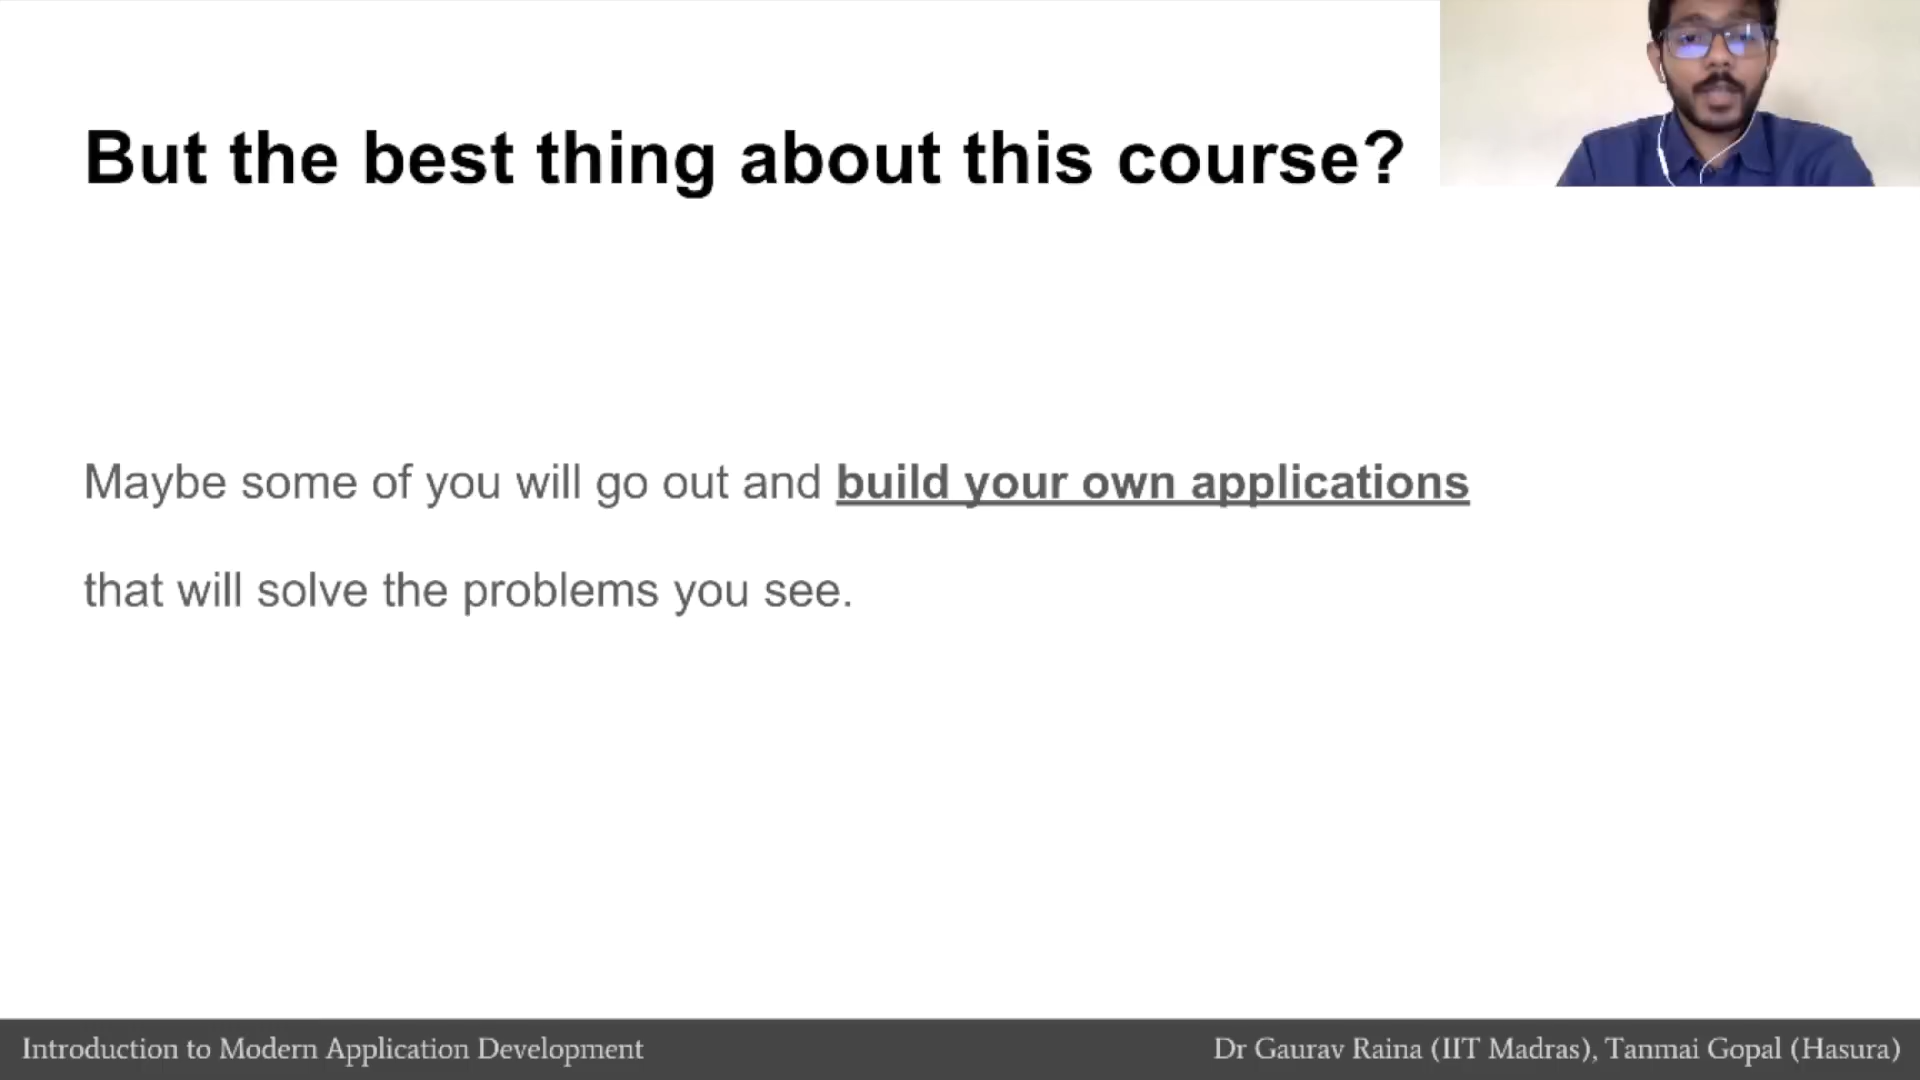 But the best thing about this course?
Maybe some of you will go out and build your own applications
that will solve the problems you see.
Introduction to Modern Application Development
Dr Gaurav Raina (IIT Madras), Tanmai Gopal (Hasura)